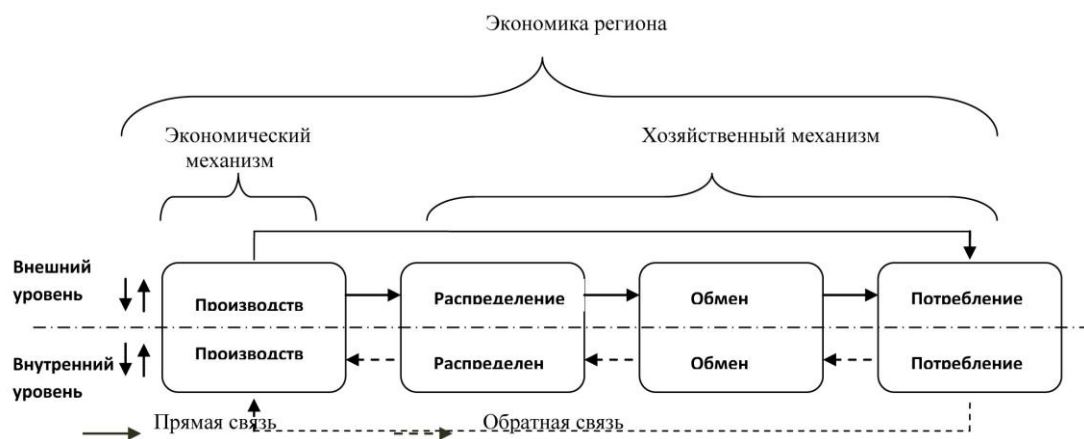 Экономика региона
Экономический
механизм
Хозяйственный механизм
Внешний
уровень
Производств
Распределение
Обмен
Потребление
Внутренний
уровень
Производств
Распределен
Обмен
Потребление
Прямая связь
Обратная связь